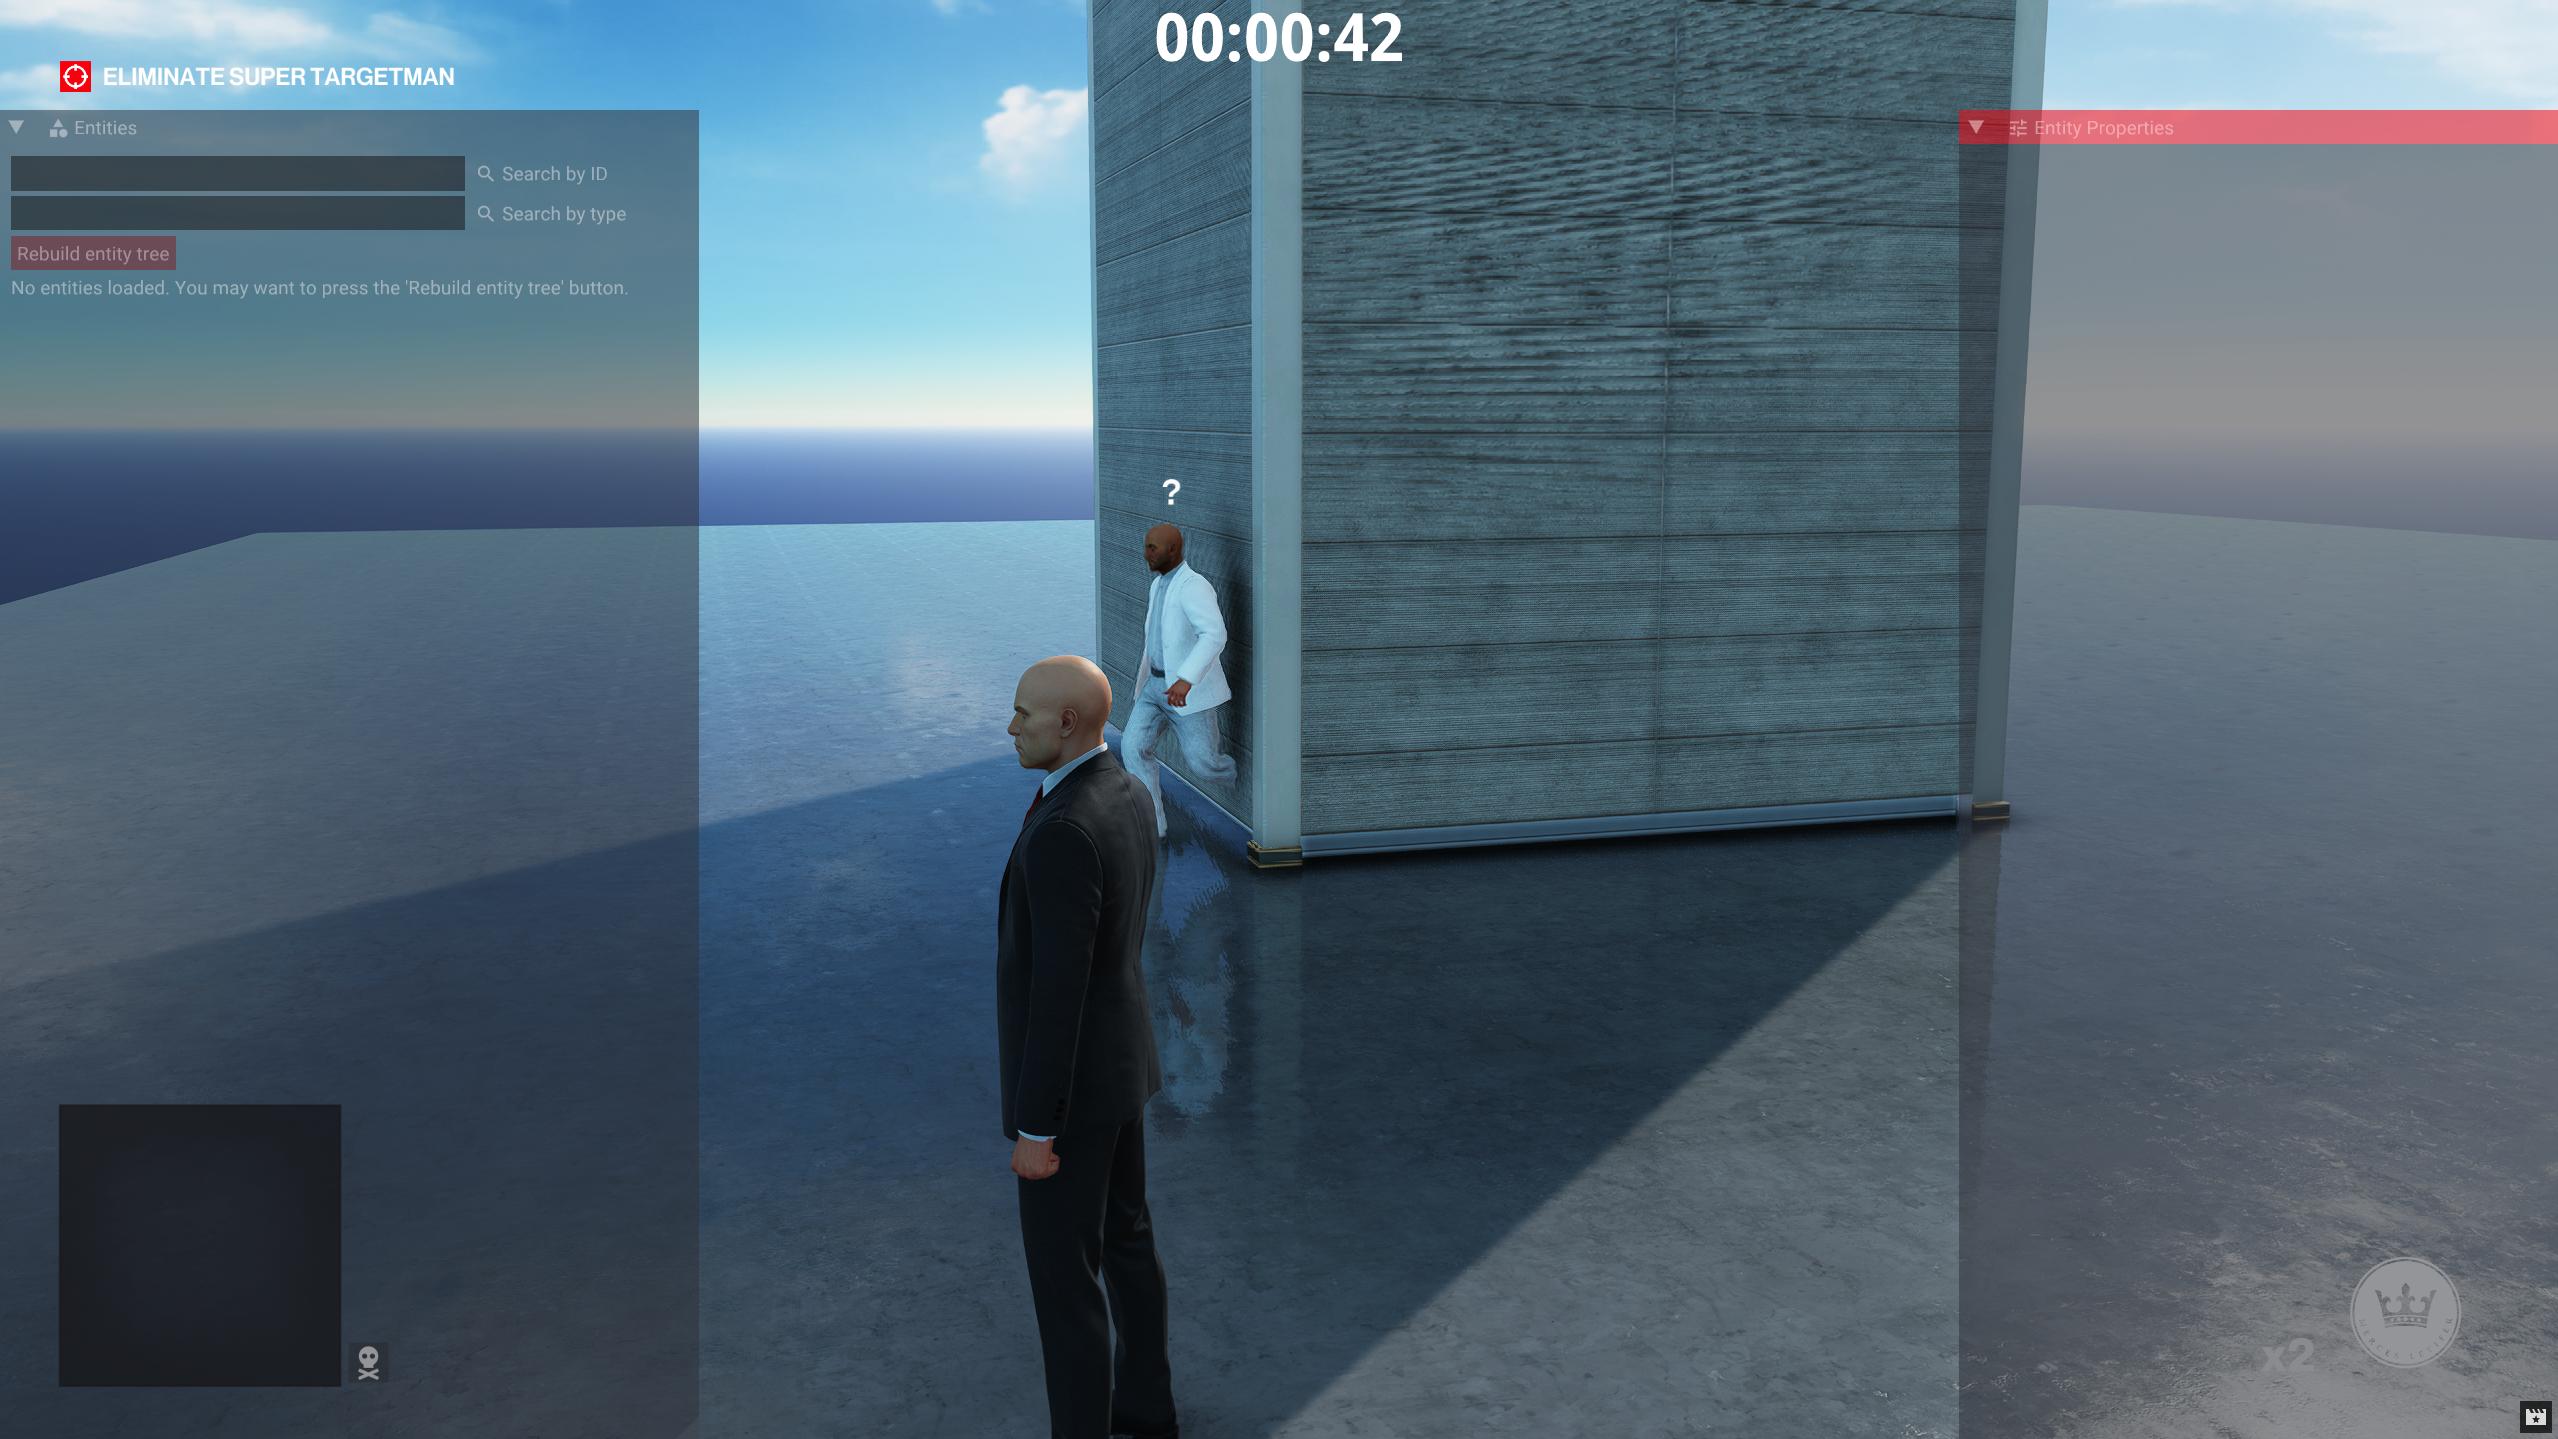 00:00:42
ELIMINATE SUPER TARGETMAN
Entities
Entity Properties
Search by ID
Search by type
Rebuild entity tree
No entities loaded. You may want to press the 'Rebuild entity tree' button.
?
x2